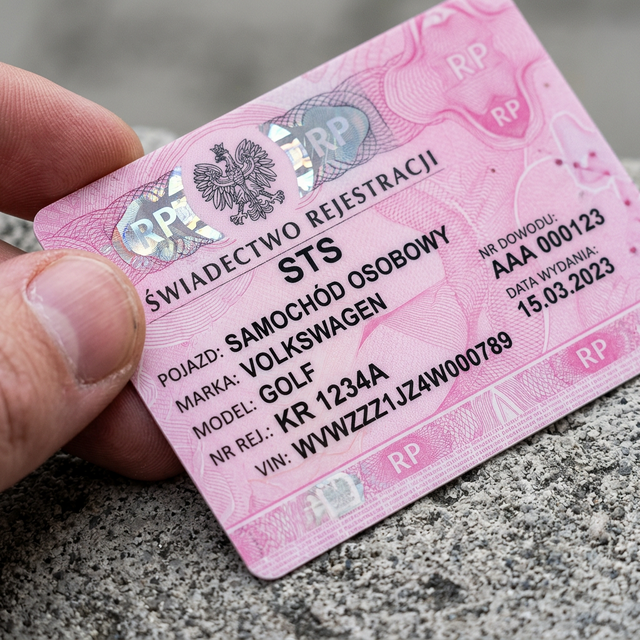 RP
RP
RP
RP
ŚWIADECTWO REJESTRACJI
STS
POJAZD: SAMOCHÓD OSOBOWY
MARKA: VOLKSWAGEN
MODEL: GOLF
NR REJ.: KR 1234A
VIN: WVWZZZ1JZ4W000789
NR DOWODU:
AAA 000123
DATA WYDANIA:
15.03.2023
RP
RP